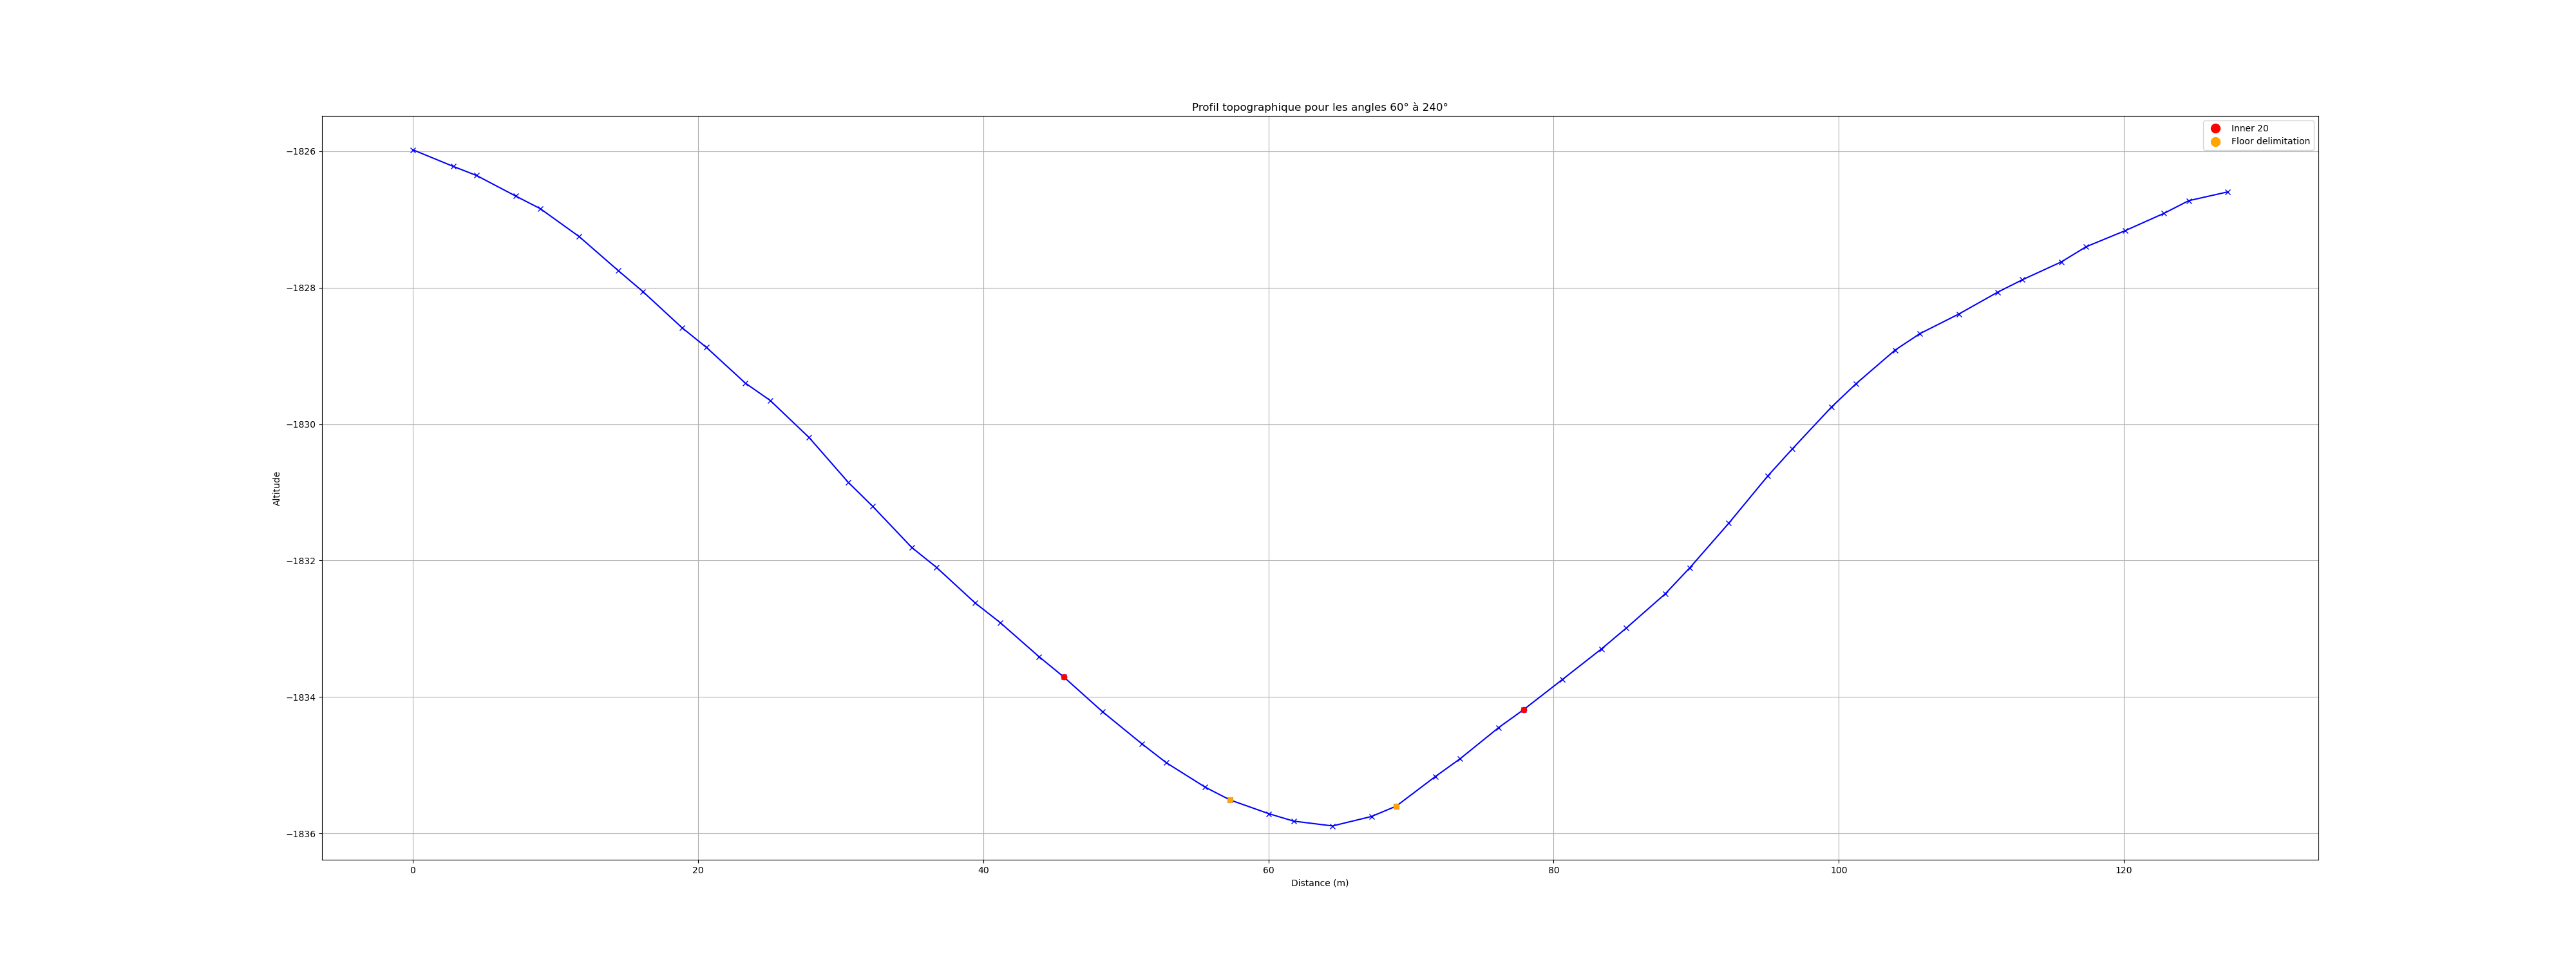 Profil topographique pour les angles 60° à 240°
Inner 20
Floor delimitation
−1826
−1828
−1830
−1832
−1834
−1836
Altitude
0 20 40 60 80 100 120
Distance (m)